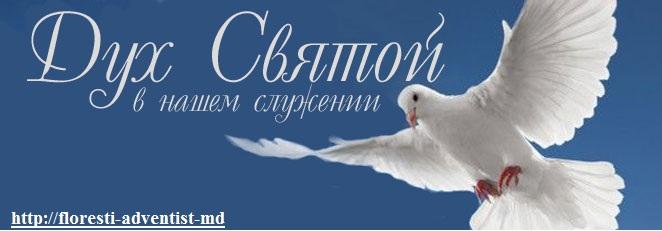 Дух Святой
в нашем служении
http://floresti-adventist-md